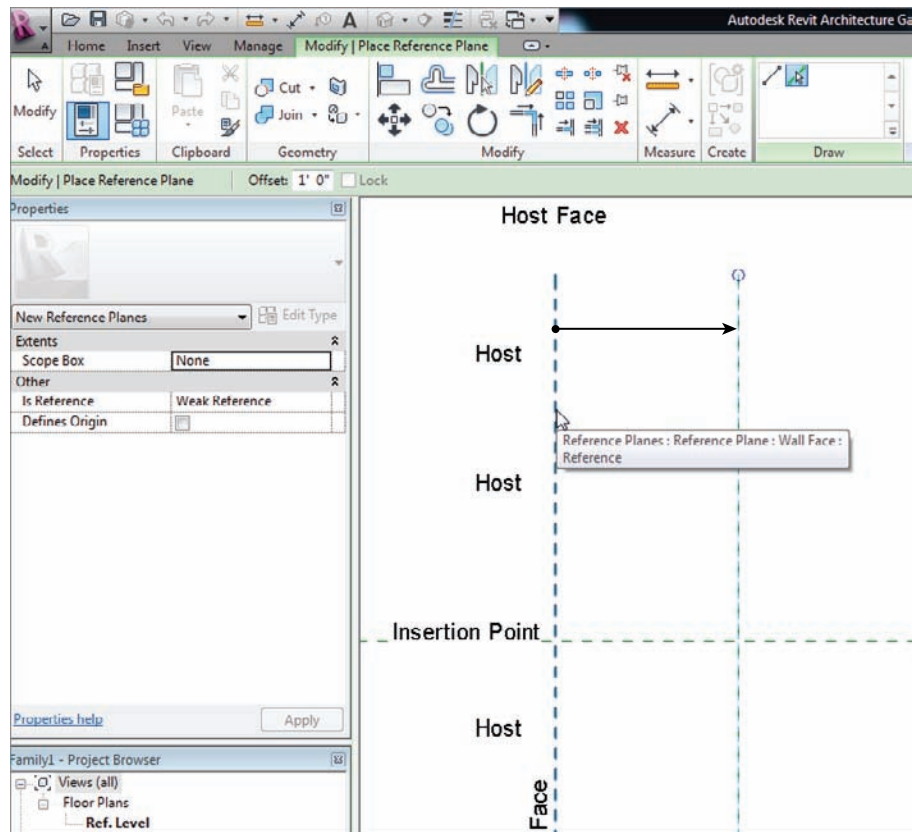 Autodesk Revit Architecture Ga
Home Insert View Manage Modify | Place Reference Plane
Modify
Paste
Cut
Join
Select Properties Clipboard Geometry Modify Measure Create Draw
Modify | Place Reference Plane Offset: 1' 0" Lock
Properties
New Reference Planes Edit Type
Extents
Scope Box None
Other
Is Reference Weak Reference
Defines Origin
Properties help Apply
Family1 - Project Browser
Views (all)
Floor Plans
Ref. Level
Host Face
Host
Reference Planes : Reference Plane : Wall Face :
Reference
Host
Insertion Point
Host
Face